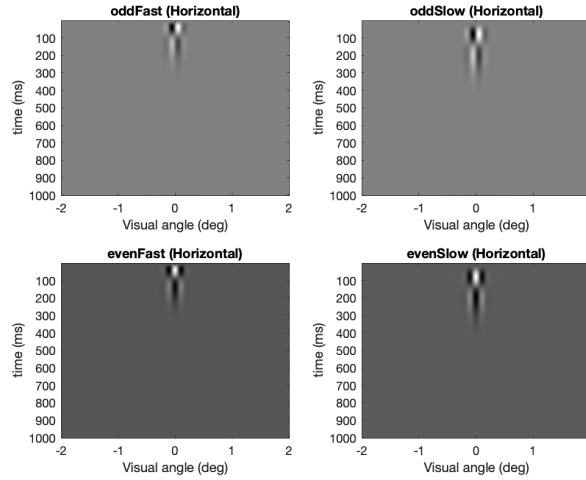 oddFast (Horizontal)
100
200
300
400
500
600
700
800
900
1000
time (ms)
-2 -1 0 1 2
Visual angle (deg)
oddSlow (Horizontal)
100
200
300
400
500
600
700
800
900
1000
time (ms)
-2 -1 0 1
Visual angle (deg)
evenFast (Horizontal)
100
200
300
400
500
600
700
800
900
1000
time (ms)
-2 -1 0 1 2
Visual angle (deg)
evenSlow (Horizontal)
100
200
300
400
500
600
700
800
900
1000
time (ms)
-2 -1 0 1
Visual angle (deg)